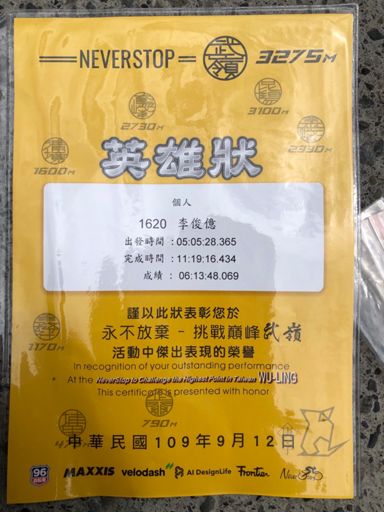 NEVERSTOP 武嶺 3275M
3100M
2730M
2330M
1600M
英雄狀
個人
1620 李俊億
出發時間 : 05:05:28.365
完成時間 : 11:19:16.434
成績 : 06:13:48.069
謹以此狀表彰您於
永不放棄 - 挑戰巔峰武嶺
1170M
活動中傑出表現的榮譽
In recognition of your outstanding performance
At the NeverStop to Challenge the Highest Point in Taiwan WU-LING
This certificate is presented with honor
790M
中華民國109年9月12日
96 MAXXIS velodash AI DesignLife Frontier